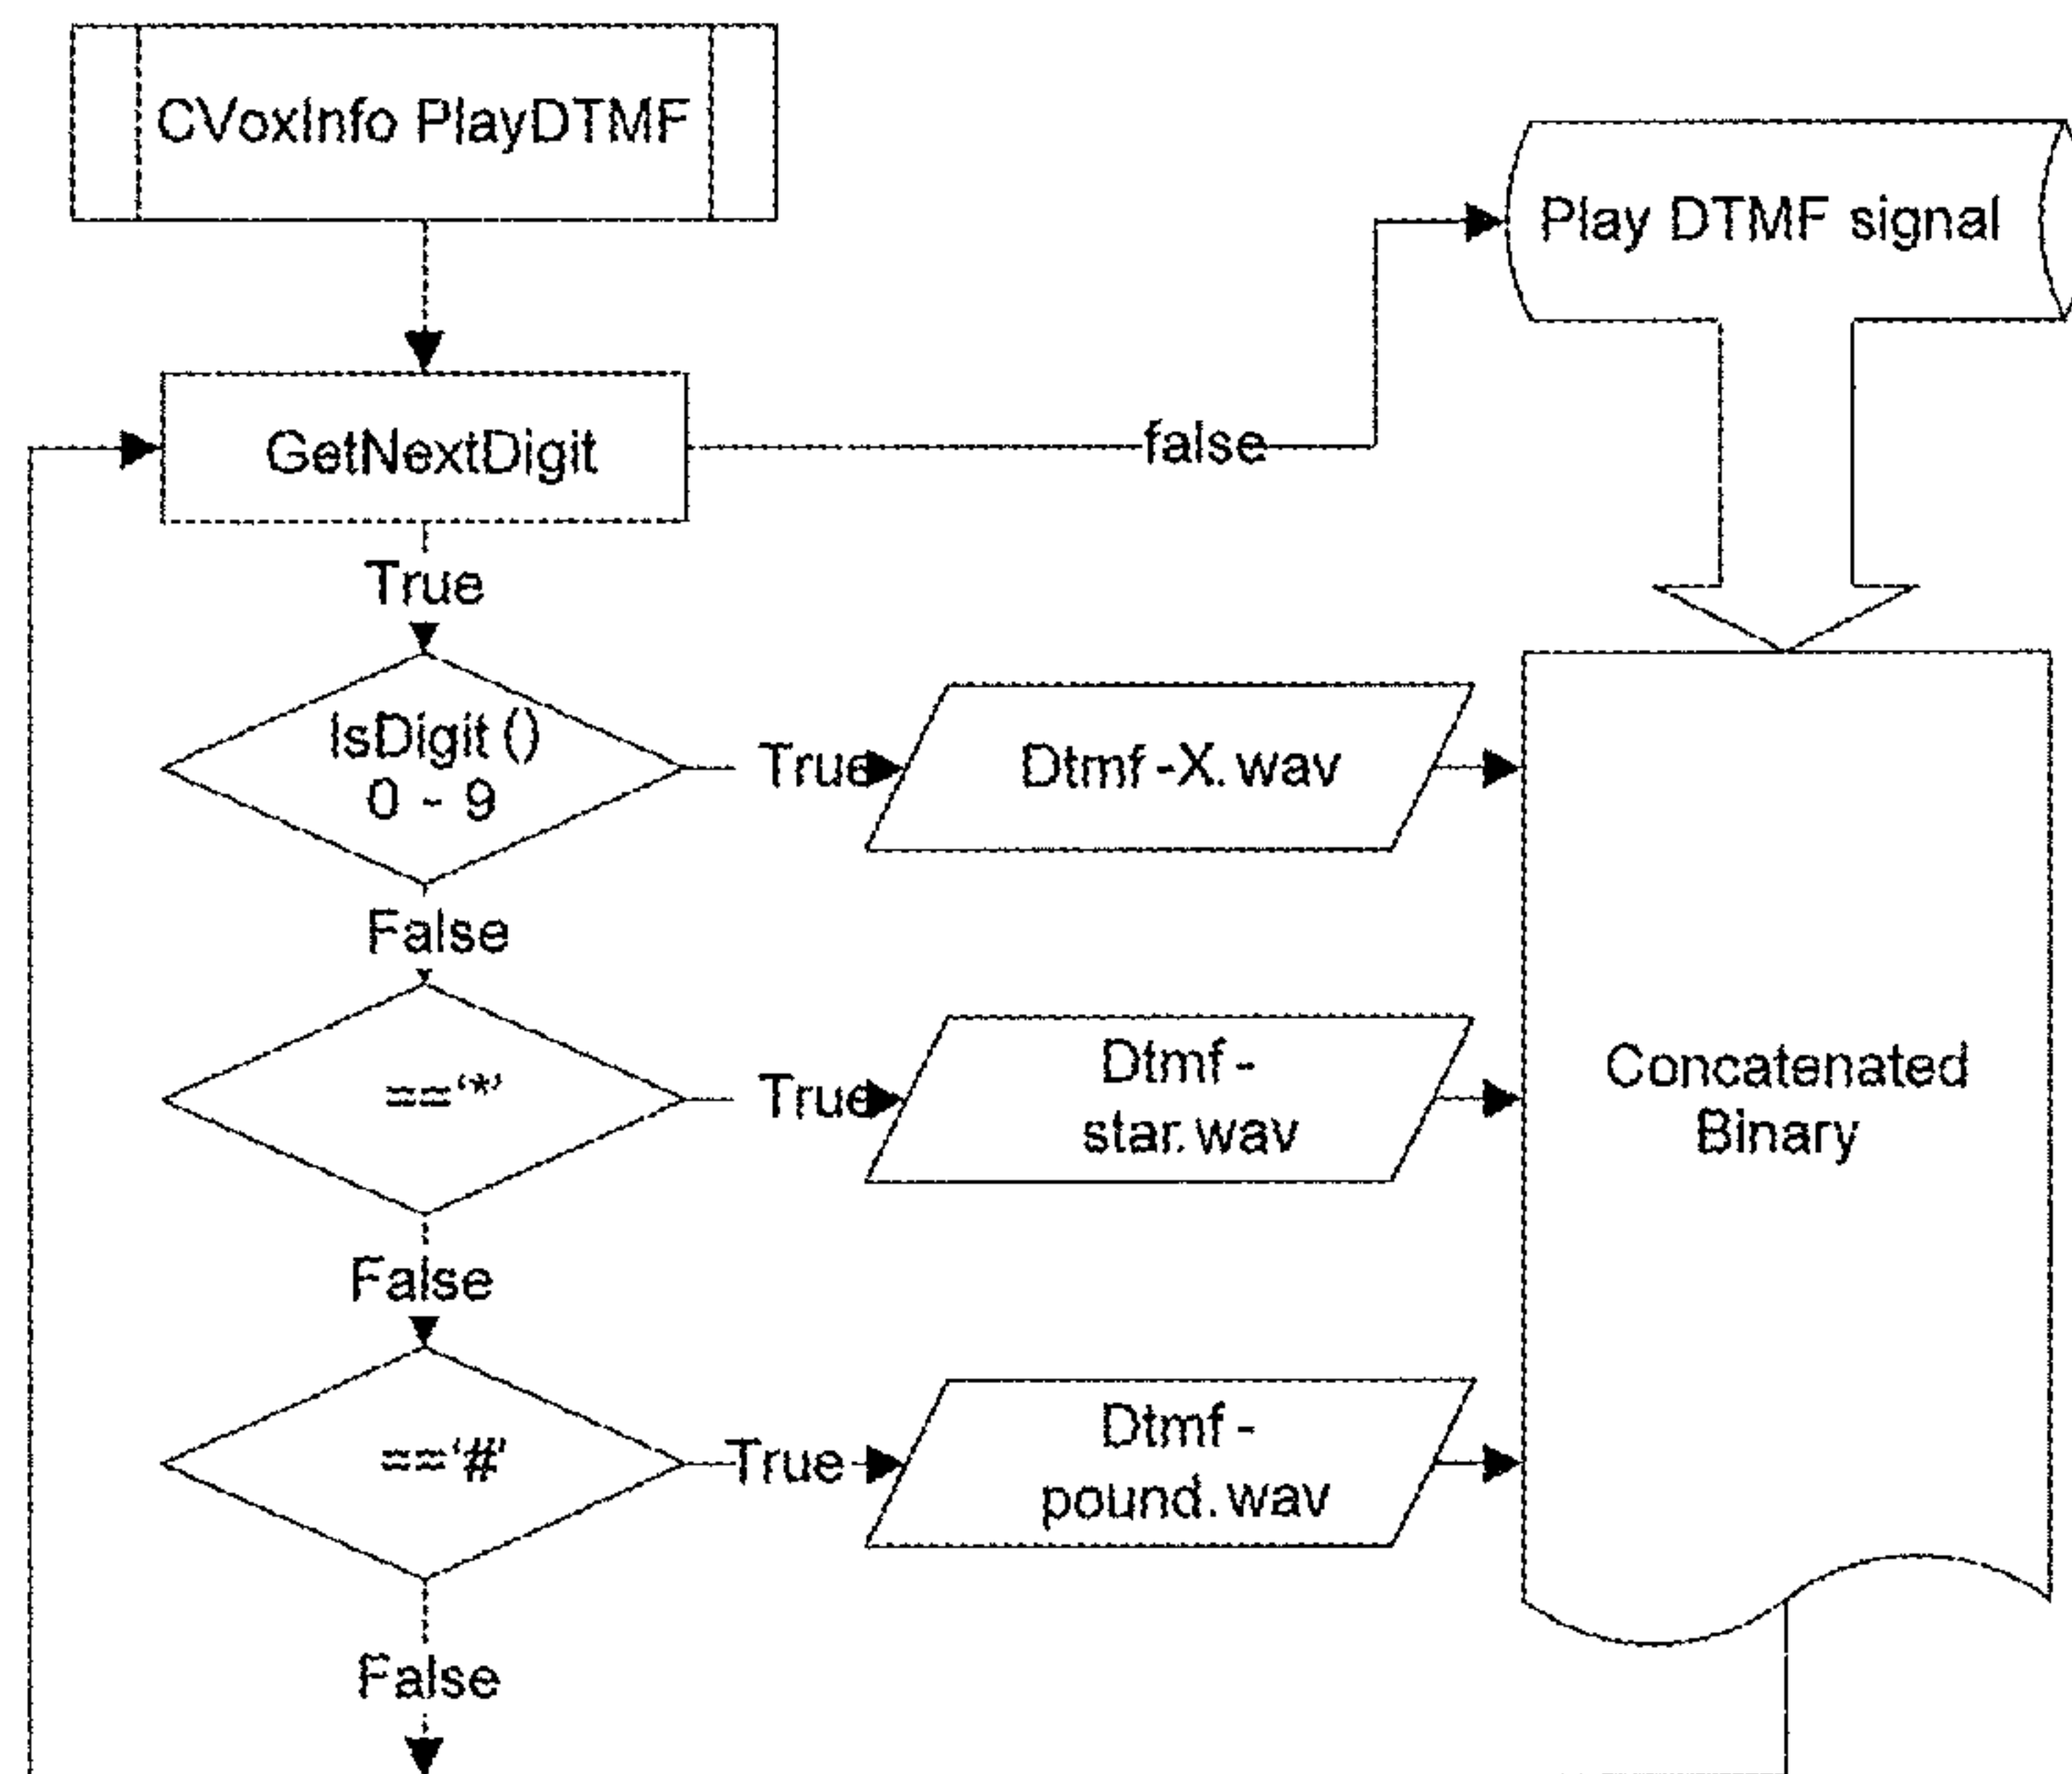 CVoxInfo PlayDTMF
Play DTMF signal
GetNextDigit
false
True
IsDigit ()
0 - 9
True
Dtmf -X. wav
False
=='*'
True
Dtmf -
star. wav
Concatenated
Binary
False
=='#'
True
Dtmf -
pound. wav
False